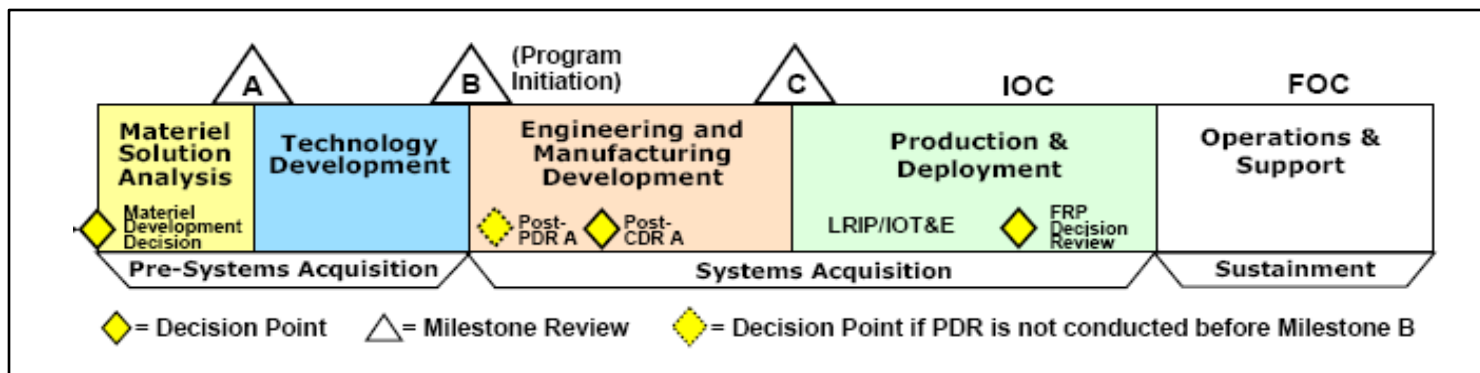 A
B
(Program
Initiation)
C
IOC
FOC
Materiel
Solution
Analysis
Technology
Development
Engineering and
Manufacturing
Development
Production &
Deployment
Operations &
Support
Materiel
Development
Decision
Post-
PDR A
Post-
CDR A
LRIP/IOT&E
FRP
Decision
Review
Pre-Systems Acquisition
Systems Acquisition
Sustainment
= Decision Point
= Milestone Review
= Decision Point if PDR is not conducted before Milestone B